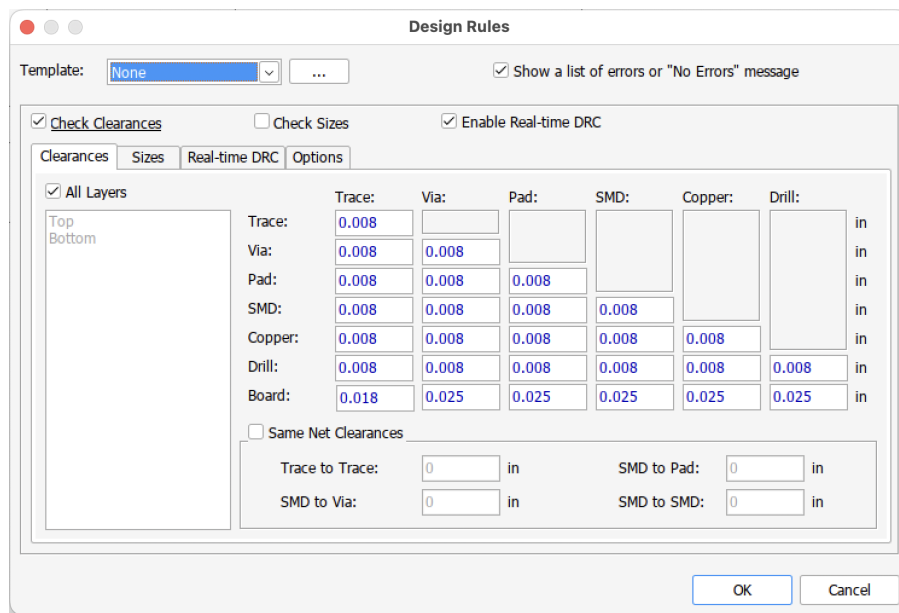 Design Rules
Template: None ... Show a list of errors or "No Errors" message
Check Clearances Check Sizes Enable Real-time DRC
Clearances Sizes Real-time DRC Options
All Layers
Top
Bottom
Trace: Via: Pad: SMD: Copper: Drill:
Trace: 0.008 in
Via: 0.008 0.008 in
Pad: 0.008 0.008 0.008 in
SMD: 0.008 0.008 0.008 0.008 in
Copper: 0.008 0.008 0.008 0.008 0.008 in
Drill: 0.008 0.008 0.008 0.008 0.008 0.008 in
Board: 0.018 0.025 0.025 0.025 0.025 0.025 in
Same Net Clearances
Trace to Trace: 0 in SMD to Pad: 0 in
SMD to Via: 0 in SMD to SMD: 0 in
OK Cancel